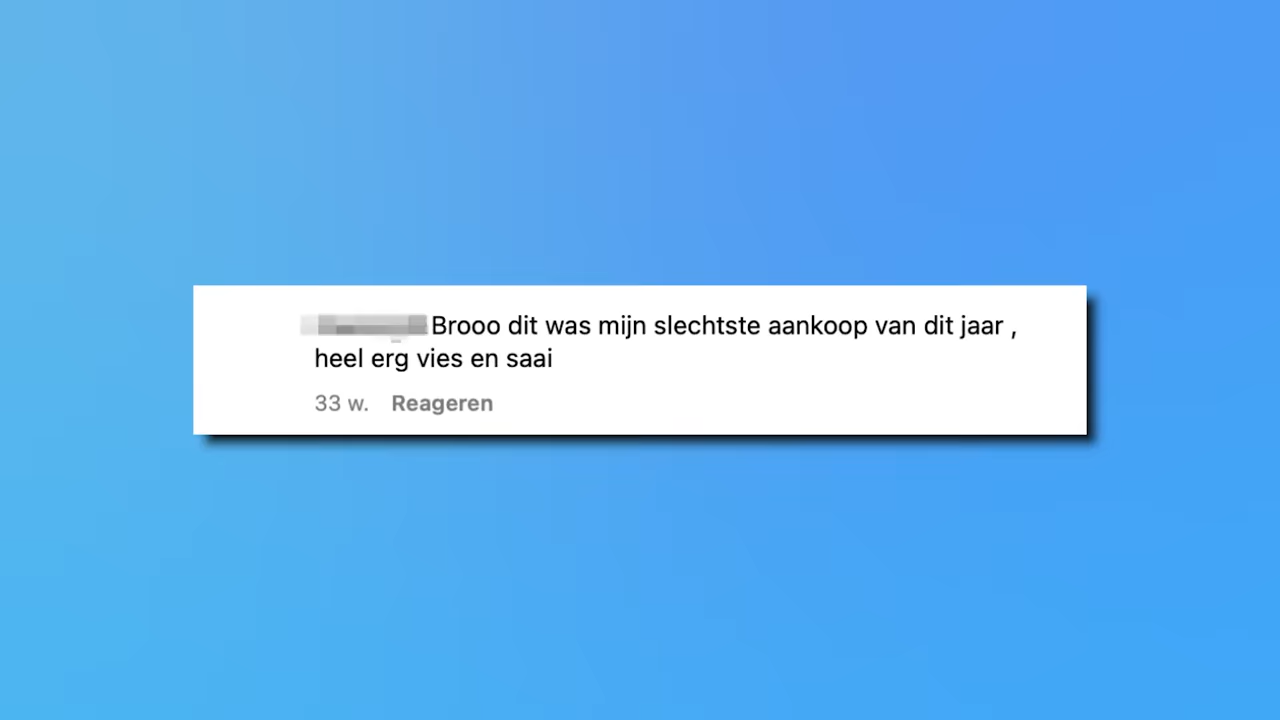 Brooo dit was mijn slechtste aankoop van dit jaar ,
heel erg vies en saai
33 w. Reageren